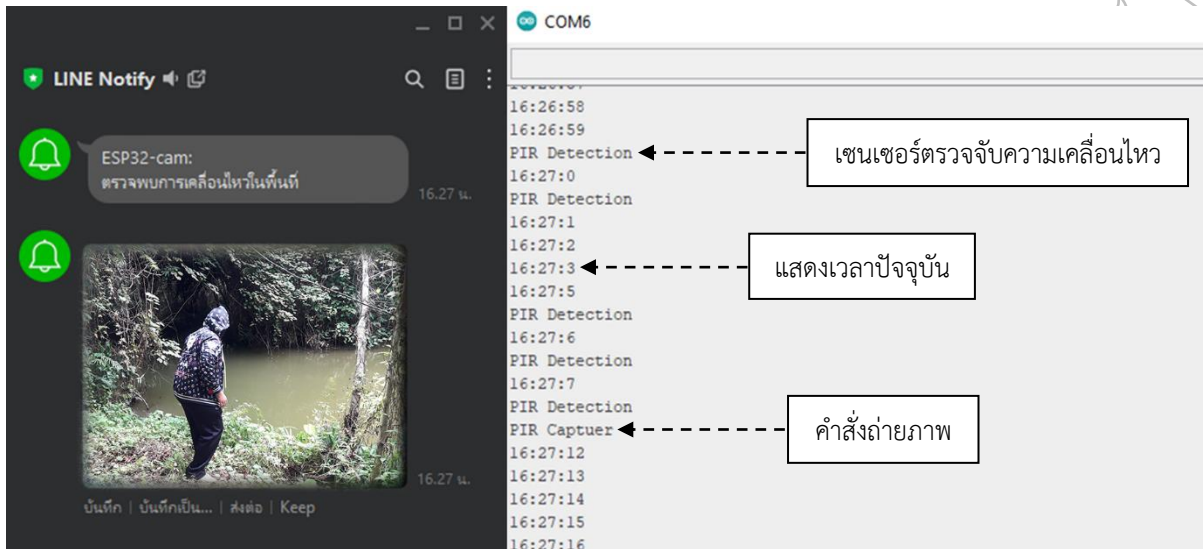 LINE Notify
ESP32-cam:
ตรวจพบการเคลื่อนไหวในพื้นที่
16.27 น.
16.27 น.
บันทึก | บันทึกเป็น... | ส่งต่อ | Keep
COM6
16:26:58
16:26:59
PIR Detection
16:27:0
PIR Detection
16:27:1
16:27:2
16:27:3
16:27:5
PIR Detection
16:27:6
PIR Detection
16:27:7
PIR Detection
PIR Captuer
16:27:12
16:27:13
16:27:14
16:27:15
16:27:16
เซนเซอร์ตรวจจับความเคลื่อนไหว
แสดงเวลาปัจจุบัน
คำสั่งถ่ายภาพ